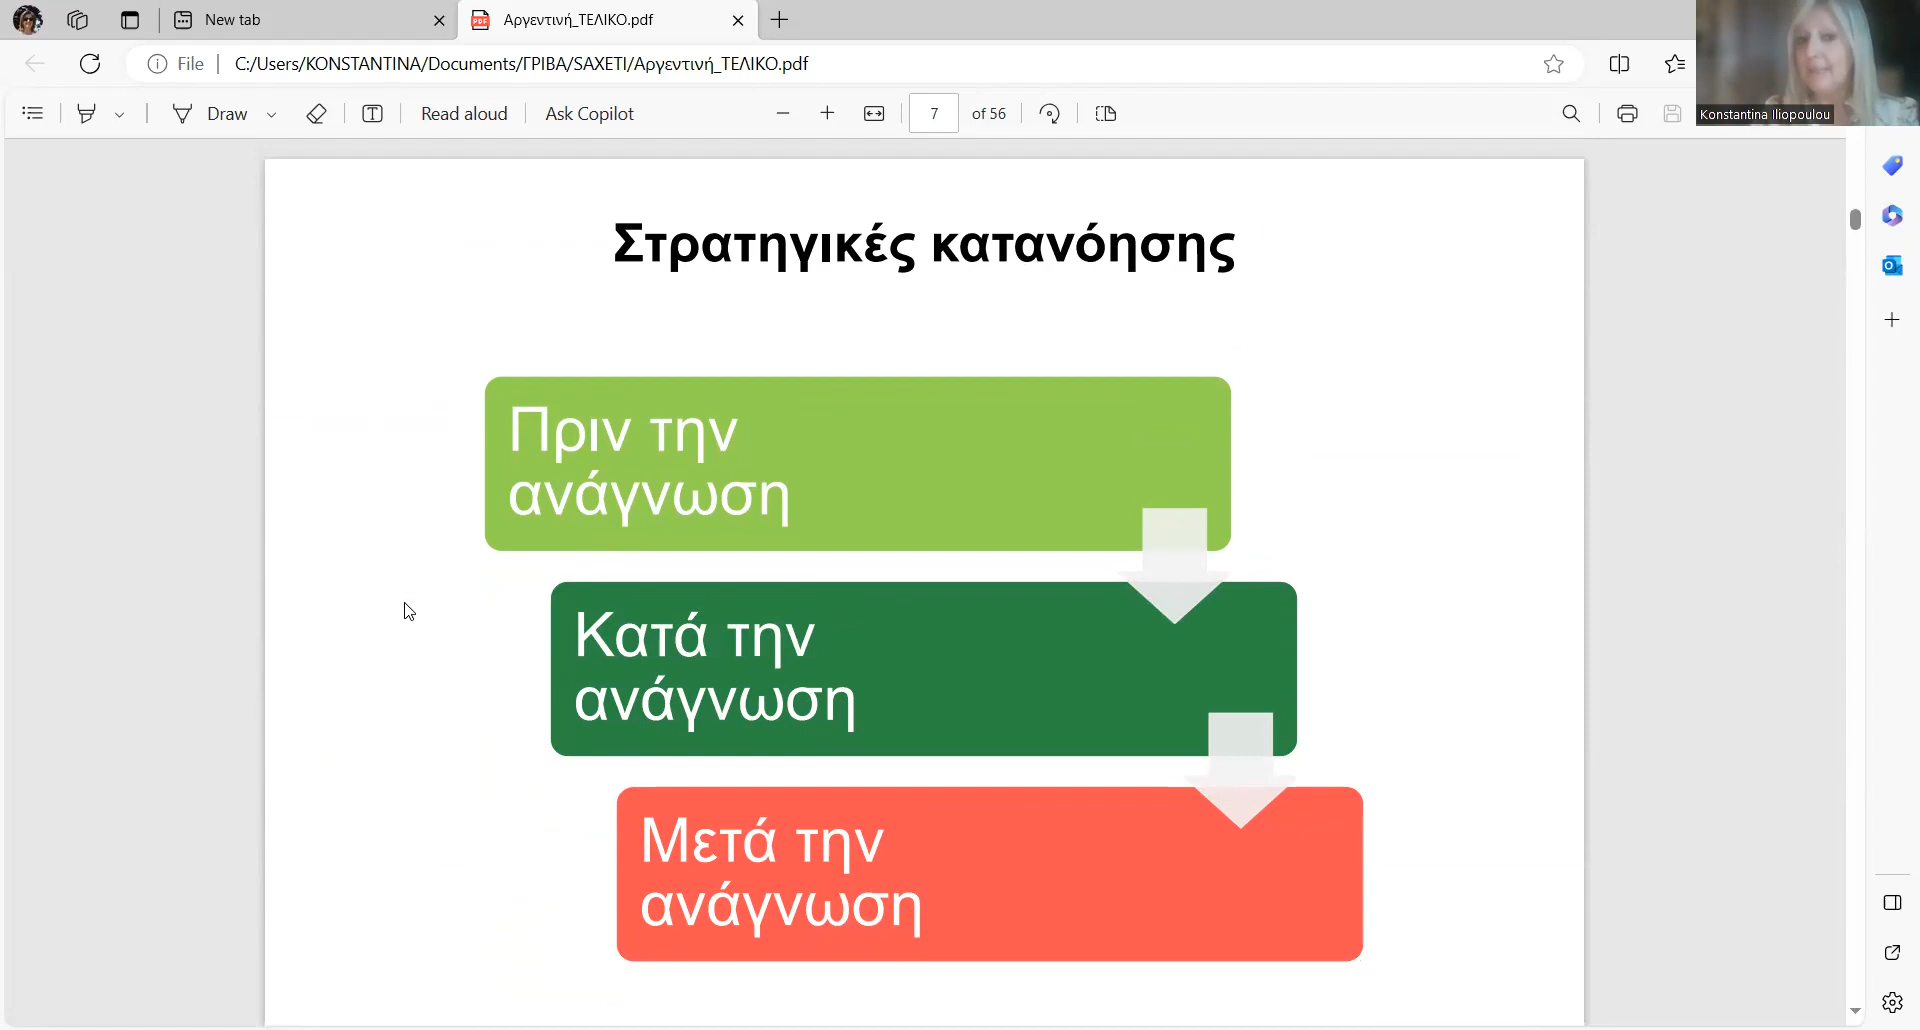 New tab
Αργεντινή_ΤΕΛΙΚΟ.pdf
File
C:/Users/KONSTANTINA/Documents/ΓΡΙΒΑ/SAXETI/Αργεντινή_ΤΕΛΙΚΟ.pdf
Draw
Read aloud
Ask Copilot
7
of 56
Konstantina Iliopoulou
Στρατηγικές κατανόησης
Πριν την
ανάγνωση
Κατά την
ανάγνωση
Μετά την
ανάγνωση